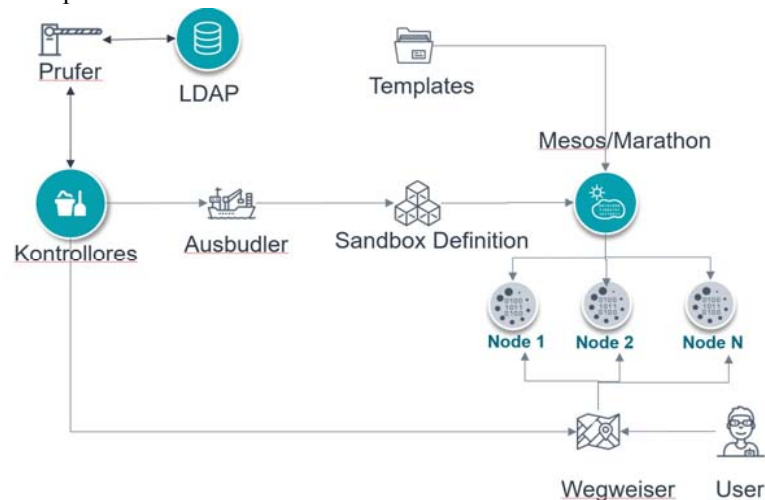 Prufer
LDAP
Templates
Mesos/Marathon
Kontrollores
Ausbudler
Sandbox Definition
Node 1
Node 2
Node N
Wegweiser
User